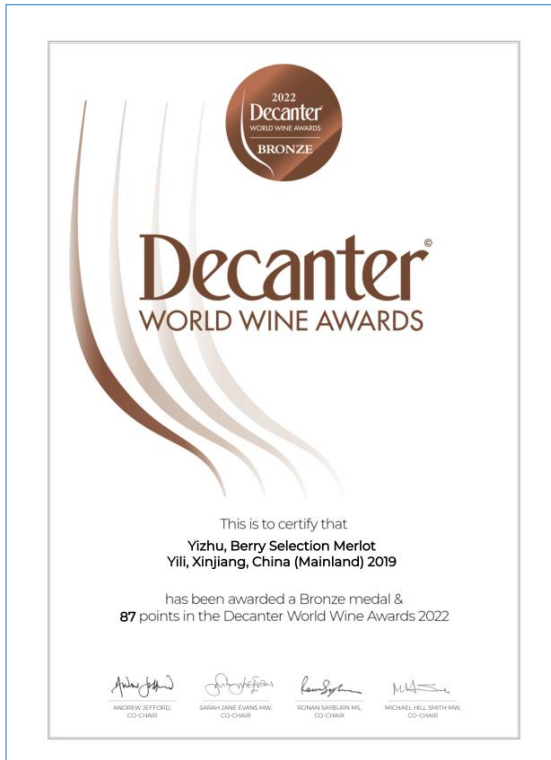 2022
Decanter
WORLD WINE AWARDS
BRONZE
Decanter©
WORLD WINE AWARDS
This is to certify that
Yizhu, Berry Selection Merlot
Yili, Xinjiang, China (Mainland) 2019
has been awarded a Bronze medal &
87 points in the Decanter World Wine Awards 2022
ANDREW JEFFORD, SARAH JANE EVANS MW, RONAN SAYBURN MS, MICHAEL HILL SMITH MW,
CO-CHAIR CO-CHAIR CO-CHAIR CO-CHAIR